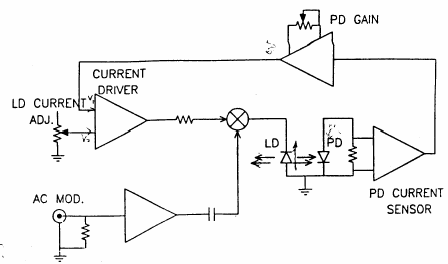 PD GAIN
CURRENT
DRIVER
LD CURRENT
ADJ.
LD
PD
PD CURRENT
SENSOR
AC MOD.